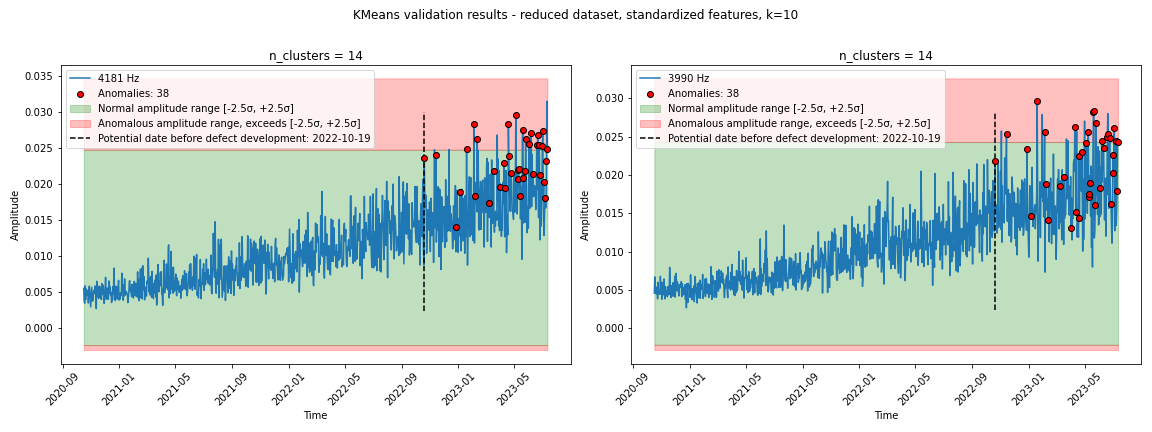 KMeans validation results - reduced dataset, standardized features, k=10
n_clusters = 14
4181 Hz
Anomalies: 38
Normal amplitude range [-2.5σ, +2.5σ]
Anomalous amplitude range, exceeds [-2.5σ, +2.5σ]
Potential date before defect development: 2022-10-19
0.035
0.030
0.025
0.020
0.015
0.010
0.005
0.000
Amplitude
2020-09
2021-01
2021-05
2021-09
2022-01
2022-05
2022-09
2023-01
2023-05
Time
n_clusters = 14
3990 Hz
Anomalies: 38
Normal amplitude range [-2.5σ, +2.5σ]
Anomalous amplitude range, exceeds [-2.5σ, +2.5σ]
Potential date before defect development: 2022-10-19
0.030
0.025
0.020
0.015
0.010
0.005
0.000
Amplitude
2020-09
2021-01
2021-05
2021-09
2022-01
2022-05
2022-09
2023-01
2023-05
Time